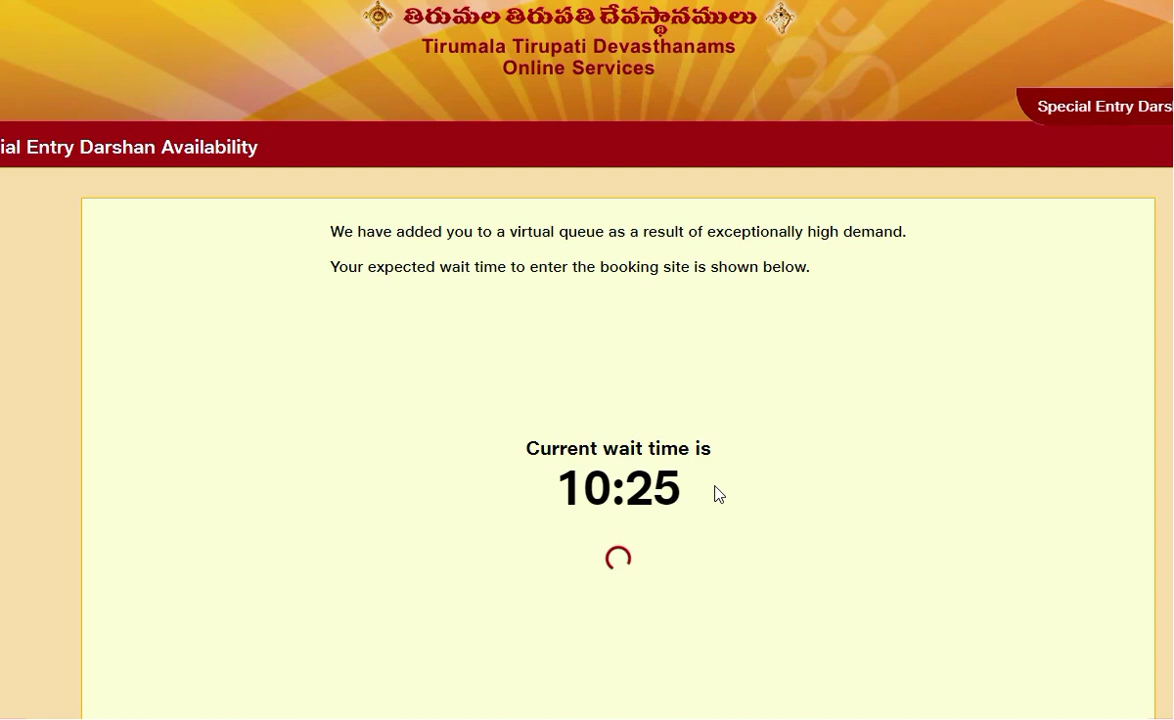 తిరుమల తిరుపతి దేవస్థానములు
Tirumala Tirupati Devasthanams
Online Services
Special Entry Dars
ial Entry Darshan Availability
We have added you to a virtual queue as a result of exceptionally high demand.
Your expected wait time to enter the booking site is shown below.
Current wait time is
10:25